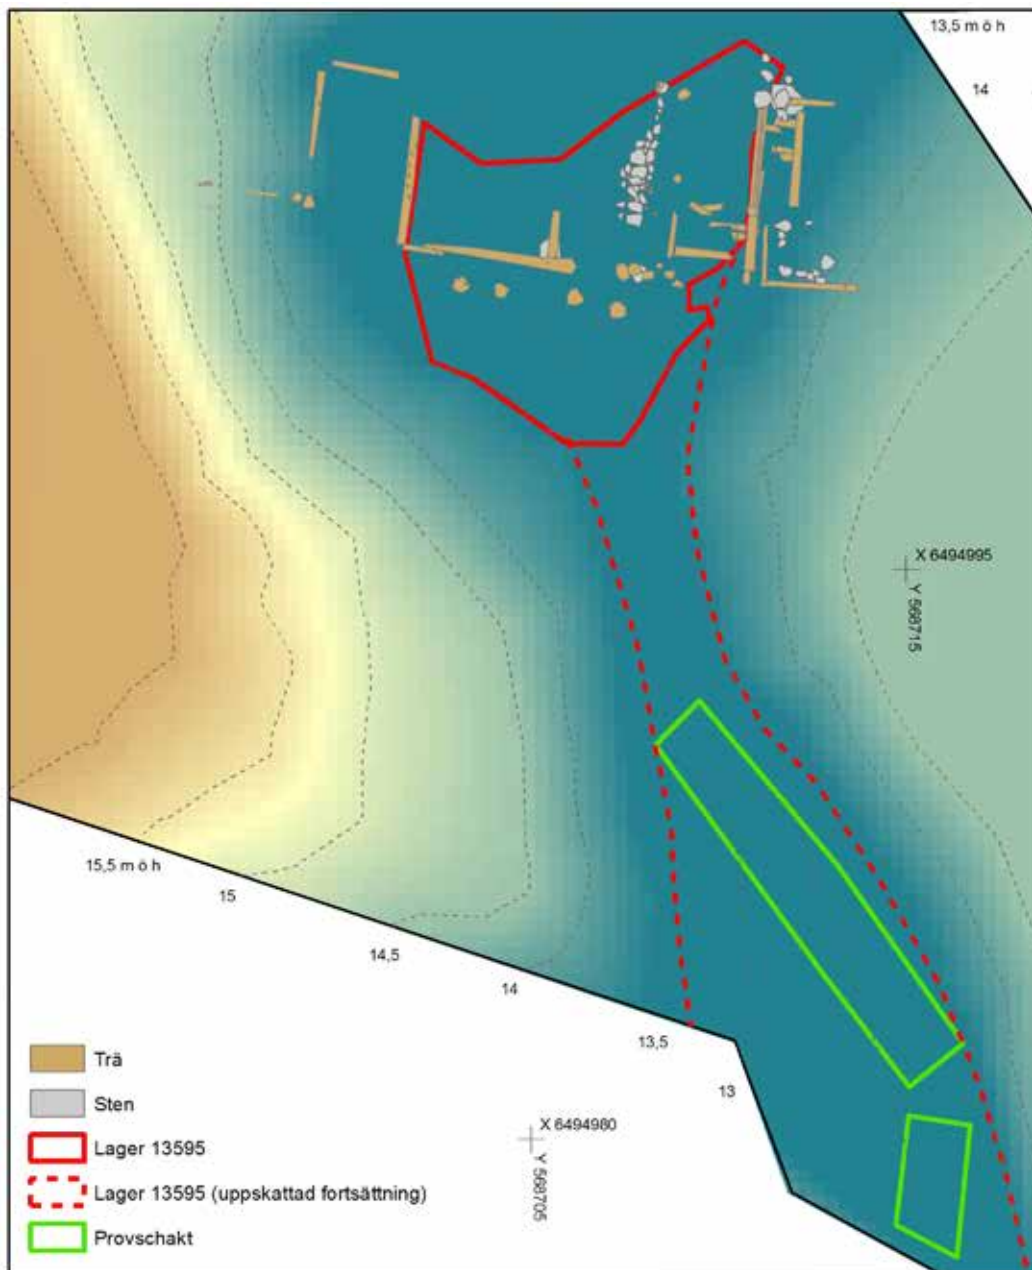 13,5 m ö h
14
X 6494995
Y 568715
15,5 m ö h
15
14,5
14
13,5
13
X 6494980
Y 568705
Trä
Sten
Lager 13595
Lager 13595 (uppskattad fortsättning)
Provschakt